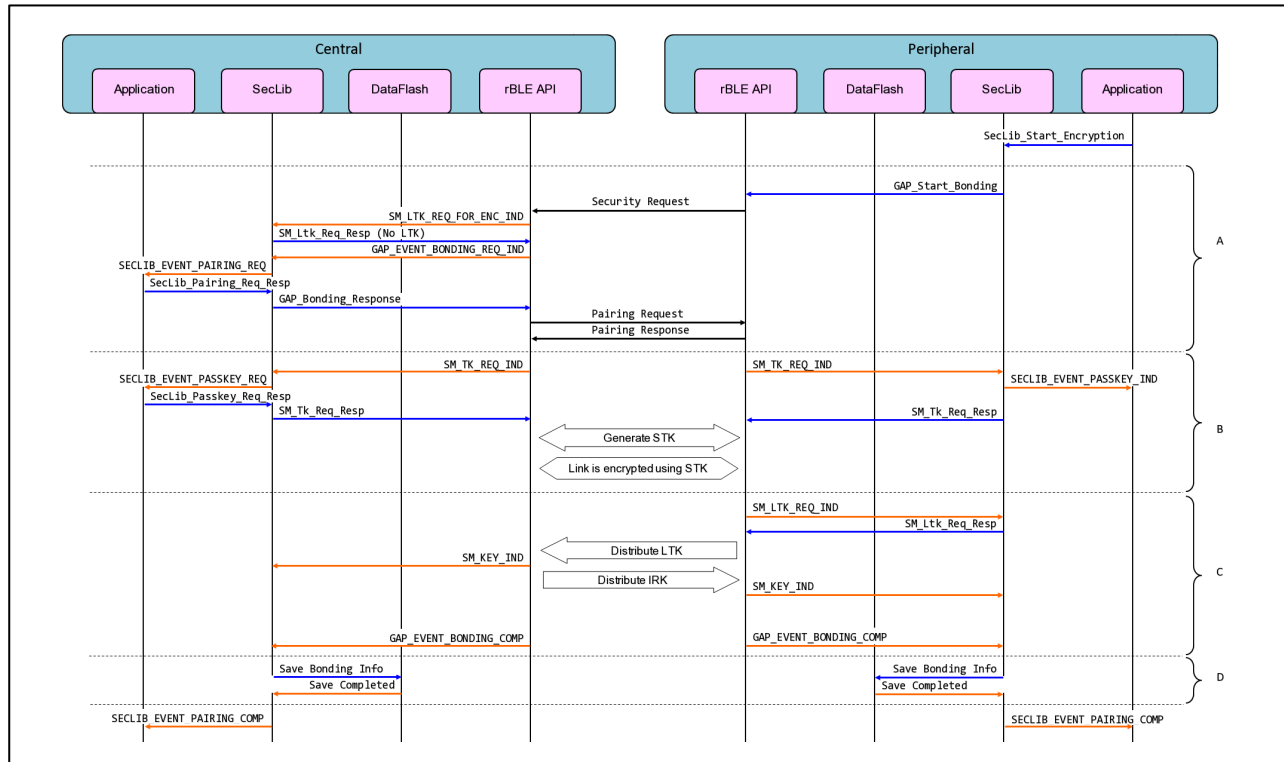 Central
Peripheral
Application
SecLib
DataFlash
rBLE API
rBLE API
DataFlash
SecLib
Application
SecLib_Start_Encryption
GAP_Start_Bonding
Security Request
SM_LTK_REQ_FOR_ENC_IND
SM_Ltk_Req_Resp (No LTK)
GAP_EVENT_BONDING_REQ_IND
A
SECLIB_EVENT_PAIRING_REQ
SecLib_Pairing_Req_Resp
GAP_Bonding_Response
Pairing Request
Pairing Response
SM_TK_REQ_IND
SM_TK_REQ_IND
SECLIB_EVENT_PASSKEY_REQ
SECLIB_EVENT_PASSKEY_IND
SecLib_Passkey_Req_Resp
SM_Tk_Req_Resp
SM_Tk_Req_Resp
B
Generate STK
Link is encrypted using STK
SM_LTK_REQ_IND
SM_Ltk_Req_Resp
Distribute LTK
SM_KEY_IND
C
Distribute IRK
SM_KEY_IND
GAP_EVENT_BONDING_COMP
GAP_EVENT_BONDING_COMP
Save Bonding Info
Save Bonding Info
D
Save Completed
Save Completed
SECLIB_EVENT_PAIRING_COMP
SECLIB_EVENT_PAIRING_COMP